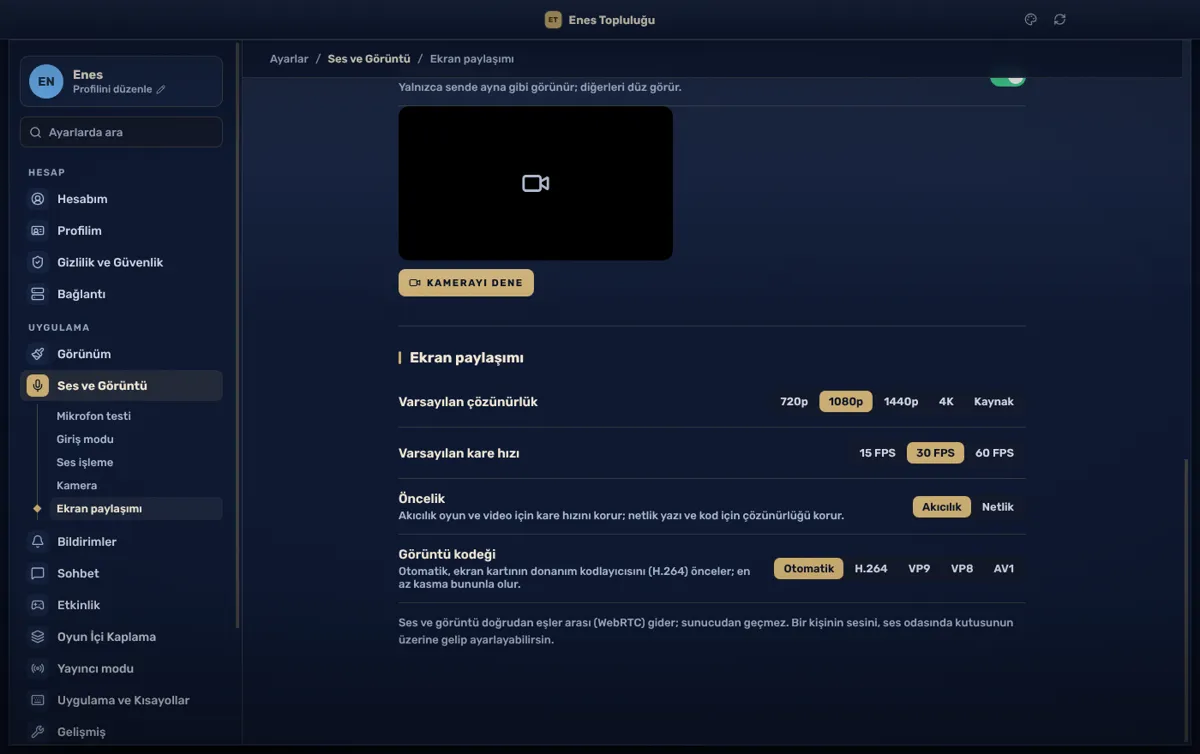 ET Enes Topluluğu
EN
Enes
Profilini düzenle
Ayarlarda ara
HESAP
Hesabım
Profilim
Gizlilik ve Güvenlik
Bağlantı
UYGULAMA
Görünüm
Ses ve Görüntü
Mikrofon testi
Giriş modu
Ses işleme
Kamera
Ekran paylaşımı
Bildirimler
Sohbet
Etkinlik
Oyun İçi Kaplama
Yayıncı modu
Uygulama ve Kısayollar
Gelişmiş
Ayarlar / Ses ve Görüntü / Ekran paylaşımı
Yalnızca sende ayna gibi görünür; diğerleri düz görür.
KAMERAYI DENE
Ekran paylaşımı
Varsayılan çözünürlük
720p 1080p 1440p 4K Kaynak
Varsayılan kare hızı
15 FPS 30 FPS 60 FPS
Öncelik
Akıcılık oyun ve video için kare hızını korur; netlik yazı ve kod için çözünürlüğü korur.
Akıcılık Netlik
Görüntü kodeği
Otomatik, ekran kartının donanım kodlayıcısını (H.264) önceler; en
az kasma bununla olur.
Otomatik H.264 VP9 VP8 AV1
Ses ve görüntü doğrudan eşler arası (WebRTC) gider; sunucudan geçmez. Bir kişinin sesini, ses odasında kutusunun
üzerine gelip ayarlayabilirsin.